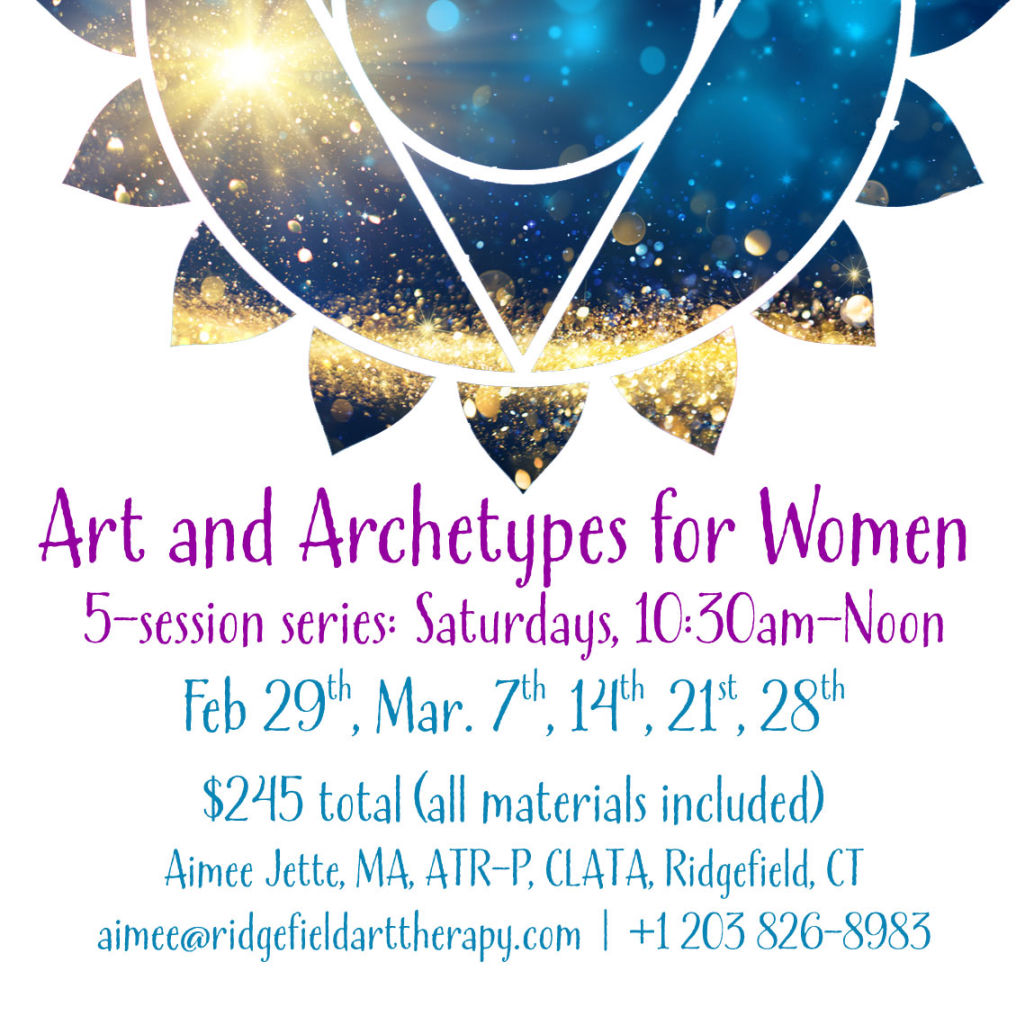 Art and Archetypes for Women
5-session series: Saturdays, 10:30am-Noon
Feb 29th, Mar. 7th, 14th, 21st, 28th
$245 total (all materials included)
Aimee Jette, MA, ATR-P, CLATA, Ridgefield, CT
aimee@ridgefieldarttherapy.com | +1 203 826-8983